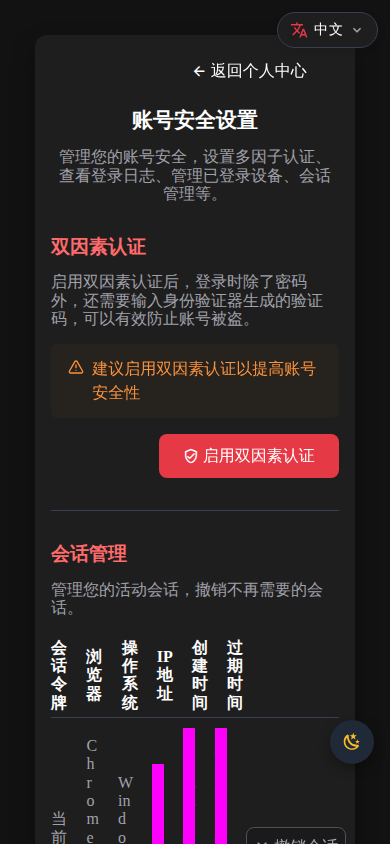 中文
返回个人中心
账号安全设置
管理您的账号安全，设置多因子认证、
查看登录日志、管理已登录设备、会话
管理等。
双因素认证
启用双因素认证后，登录时除了密码
外，还需要输入身份验证器生成的验证
码，可以有效防止账号被盗。
建议启用双因素认证以提高账号
安全性
启用双因素认证
会话管理
管理您的活动会话，撤销不再需要的会
话。
会话令牌
浏览器
操作系统
IP地址
创建时间
过期时间
当前
Chrome
Windo
撤销会话